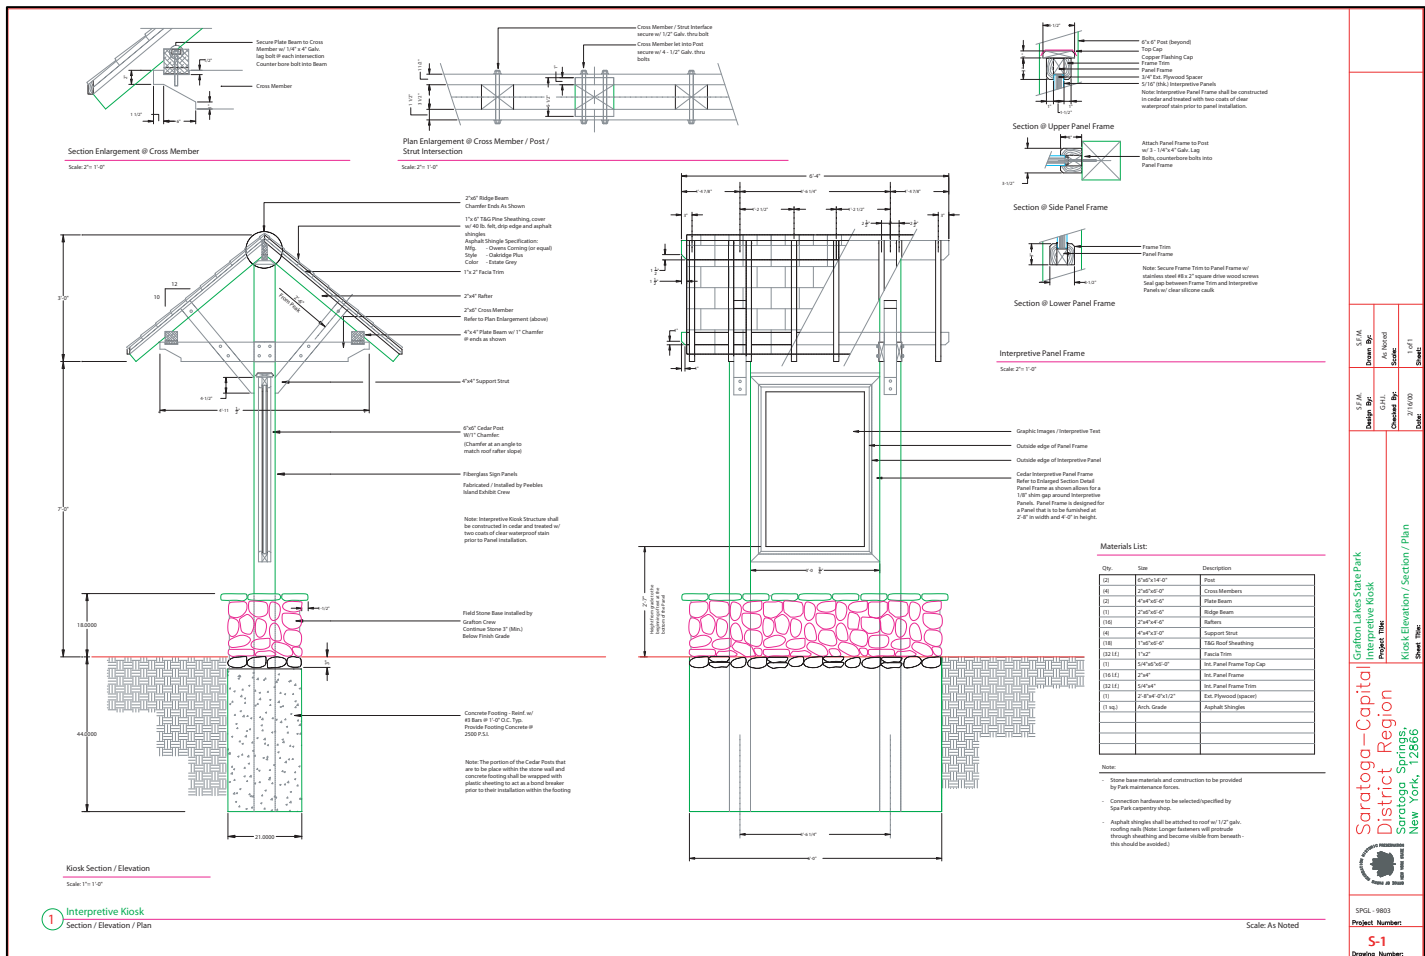 Secure Plate Beam to Cross
Member w/ 1/4" x 4" Galv.
lag bolt @ each intersection
Counter bore bolt into Beam
Cross Member
1/2"
1 1/2"
Section Enlargement @ Cross Member
Scale: 2"= 1'-0"
Cross Member / Strut Interface
secure w/ 1/2" Galv. thru bolt
Cross Member let into Post
secure w/ 4 - 1/2" Galv. thru
bolts
Plan Enlargement @ Cross Member / Post /
Strut Intersection
Scale: 2"= 1'-0"
6"x 6" Post (beyond)
Top Cap
Copper Flashing Cap
Frame Trim
Panel Frame
3/4" Ext. Plywood Spacer
5/16" (thk.) Interpretive Panels
Note: Interpretive Panel Frame shall be constructed
in cedar and treated with two coats of clear
waterproof stain prior to panel installation.
1-1/2"
Section @ Upper Panel Frame
Attach Panel Frame to Post
w/ 3 - 1/4"x 4" Galv. Lag
Bolts, counterbore bolts into
Panel Frame
3-1/2"
Section @ Side Panel Frame
Frame Trim
Panel Frame
Note: Secure Frame Trim to Panel Frame w/
stainless steel #8 x 2" square drive wood screws
Seal gap between Frame Trim and Interpretive
Panels w/ clear silicone caulk
Section @ Lower Panel Frame
Interpretive Panel Frame
Scale: 2"= 1'-0"
2"x6" Ridge Beam
Chamfer Ends As Shown
1"x 6" T&G Pine Sheathing, cover
w/ 40 lb. felt, drip edge and asphalt
shingles
Asphalt Shingle Specification:
Mfg. - Owens Corning (or equal)
Style - Oakridge Plus
Color - Estate Grey
1"x 2" Facia Trim
2"x4" Rafter
2"x6" Cross Member
Refer to Plan Enlargement (above)
4"x 4" Plate Beam w/ 1" Chamfer
@ ends as shown
4"x4" Support Strut
6"x6" Cedar Post
W/1" Chamfer
(Chamfer at an angle to
match roof rafter slope)
Fiberglass Sign Panels
Fabricated / Installed by Peebles
Island Exhibit Crew
Note: Interpretive Kiosk Structure shall
be constructed in cedar and treated w/
two coats of clear waterproof stain
prior to Panel installation.
Field Stone Base installed by
Grafton Crew
Continue Stone 3" (Min.)
Below Finish Grade
Concrete Footing - Reinf. w/
#3 Bars @ 1'-0" O.C. Typ.
Provide Footing Concrete @
2500 P.S.I.
Note: The portion of the Cedar Posts that
are to be place within the stone wall and
concrete footing shall be wrapped with
plastic sheeting to act as a bond breaker
prior to their installation within the footing
12
10
From Peak
3'-0"
7'-0"
18.0000
44.0000
21.0000
4-1/2"
Kiosk Section / Elevation
Scale: 1"= 1'-0"
6'-4"
Graphic Images / Interpretive Text
Outside edge of Panel Frame
Outside edge of Interpretive Panel
Cedar Interpretive Panel Frame
Refer to Enlarged Section Detail
Panel Frame as shown allows for a
1/8" shim gap around Interpretive
Panels. Panel Frame is designed for
a Panel that is to be furnished at
2'-8" in width and 4'-0" in height.
Materials List:
Qty. Size Description
(2) 6"x6"x14'-0" Post
(4) 2"x6"x6'-0" Cross Members
(2) 4"x4"x6'-6" Plate Beam
(1) 2"x6"x6'-6" Ridge Beam
(16) 2"x4"x4'-6" Rafters
(4) 4"x4"x3'-0" Support Strut
(18) 1"x6"x6'-6" T&G Roof Sheathing
(32 l.f.) 1"x2" Fascia Trim
(1) 5/4"x6"x6'-0" Int. Panel Frame Top Cap
(16 l.f.) 2"x4" Int. Panel Frame
(32 l.f.) 5/4"x4" Int. Panel Frame Trim
(1) 2'-8"x4'-0"x1/2" Ext. Plywood (spacer)
(1 sq.) Arch. Grade Asphalt Shingles
Note:
- Stone base materials and construction to be provided
by Park maintenance forces.
- Connection hardware to be selected/specified by
Spa Park carpentry shop.
- Asphalt shingles shall be attched to roof w/ 1/2" galv.
roofing nails (Note: Longer fasteners will protrude
through sheathing and become visible from beneath -
this should be avoided.)
1
Interpretive Kiosk
Section / Elevation / Plan
Scale: As Noted
S.F.M.
Drawn By:
As Noted
Scale:
1 of 1
Sheet:
S.F.M.
Design By:
G.H.I.
Checked By:
2/16/00
Date:
Grafton Lakes State Park
Interpretive Kiosk
Project Title:
Kiosk Elevation / Section / Plan
Sheet Title:
Saratoga-Capital
District Region
Saratoga Springs,
New York, 12866
SPGL - 9803
Project Number:
S-1
Drawing Number: